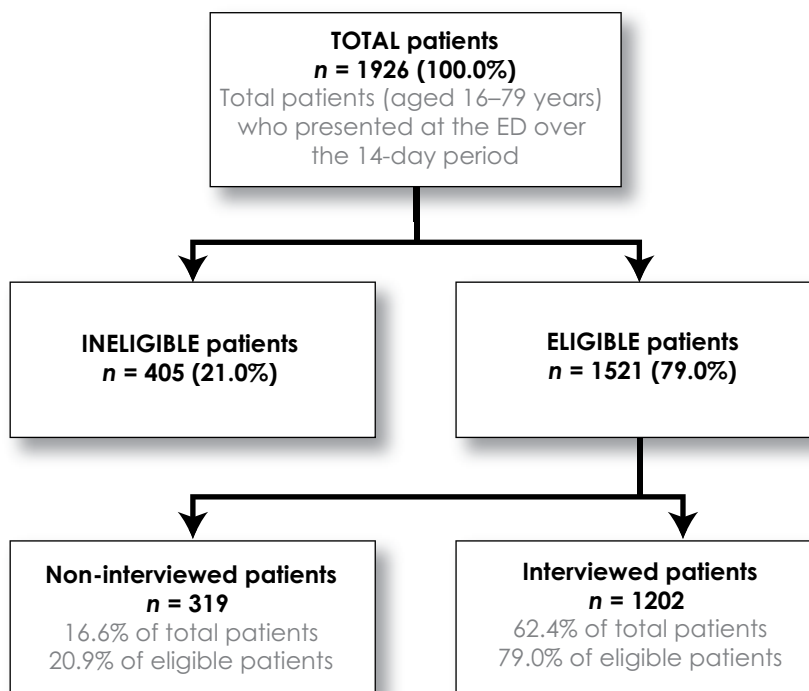 TOTAL patients
n = 1926 (100.0%)
Total patients (aged 16–79 years)
who presented at the ED over
the 14-day period
INELIGIBLE patients
n = 405 (21.0%)
ELIGIBLE patients
n = 1521 (79.0%)
Non-interviewed patients
n = 319
16.6% of total patients
20.9% of eligible patients
Interviewed patients
n = 1202
62.4% of total patients
79.0% of eligible patients